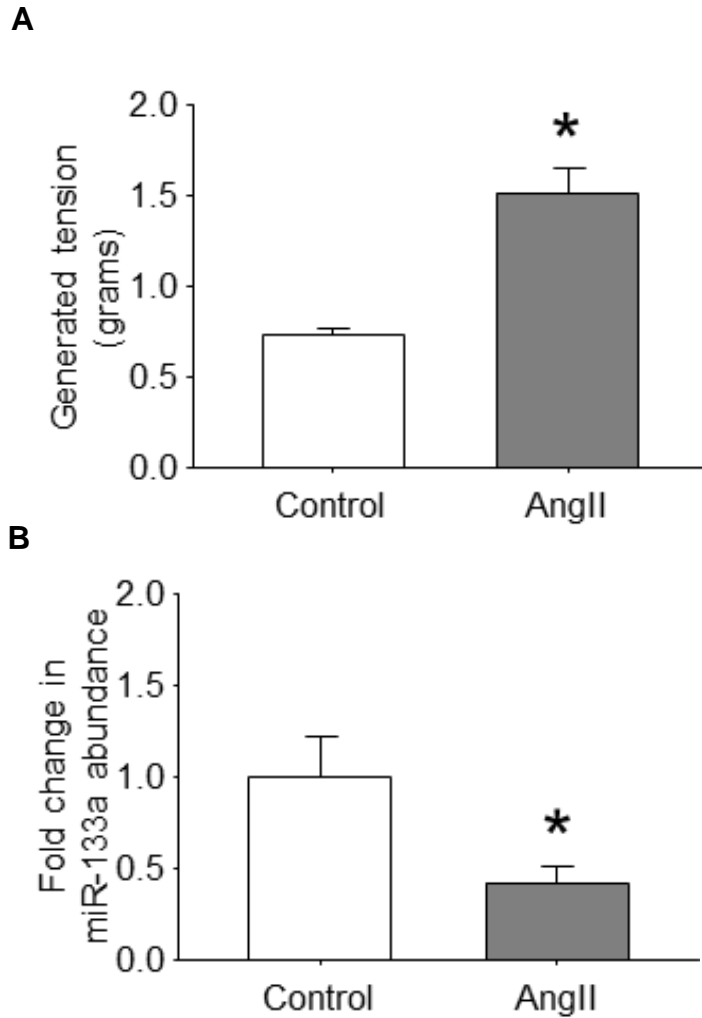 A
Generated tension
(grams)
2.0
1.5
1.0
0.5
0.0
*
Control AngII
B
Fold change in
miR-133a abundance
2.0
1.5
1.0
0.5
0.0
*
Control AngII